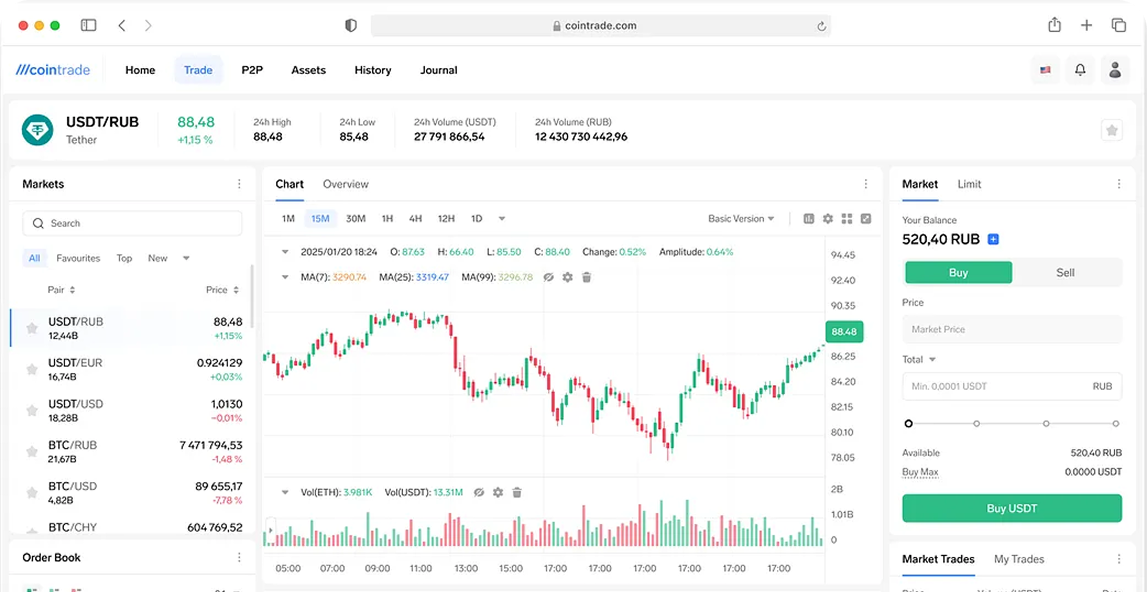 cointrade.com
///cointrade
Home Trade P2P Assets History Journal
USDT/RUB
Tether
88,48
+1,15 %
24h High
88,48
24h Low
85,48
24h Volume (USDT)
27 791 866,54
24h Volume (RUB)
12 430 730 442,96
Markets
Search
All Favourites Top New
Pair Price
USDT/RUB 88,48
12,44B +1,15%
USDT/EUR 0.924129
16,74B +0,03%
USDT/USD 1,0130
18,28B −0,01%
BTC/RUB 7 471 794,53
21,67B -1,48 %
BTC/USD 89 655,17
4,82B -7,78 %
BTC/CHY 604 769,52
Order Book
Chart Overview
1M 15M 30M 1H 4H 12H 1D Basic Version
2025/01/20 18:24 O: 87.63 H: 66.40 L: 85.50 C: 88.40 Change: 0.52% Amplitude: 0.64%
MA(7): 3290.74 MA(25): 3319.47 MA(99): 3296.78
94.45
92.40
90.35
88.48
86.25
84.20
82.15
80.10
78.05
Vol(ETH): 3.981K Vol(USDT): 13.31M
2B
1.01B
0
05:00 07:00 09:00 11:00 13:00 15:00 17:00 17:00 17:00 17:00 17:00 17:00
Market Limit
Your Balance
520,40 RUB
Buy Sell
Price
Market Price
Total
Min. 0,0001 USDT RUB
Available 520,40 RUB
Buy Max 0.0000 USDT
Buy USDT
Market Trades My Trades